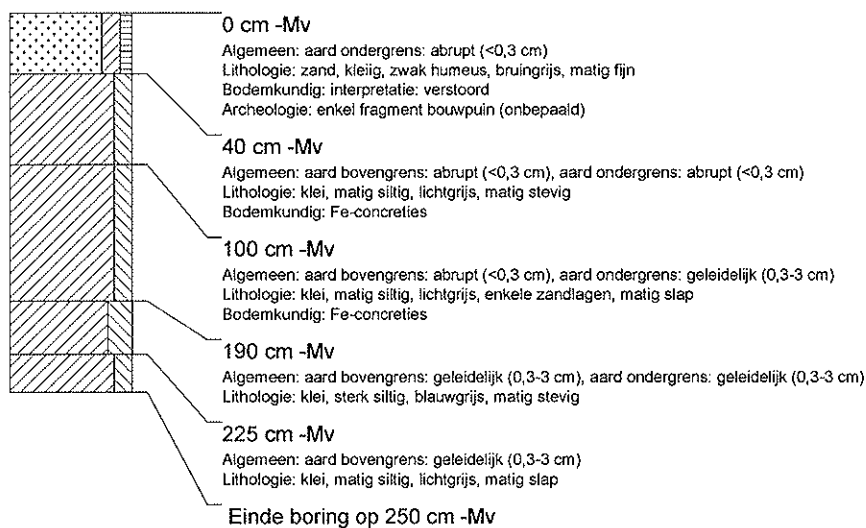 0 cm -Mv
Algemeen: aard ondergrens: abrupt (<0,3 cm)
Lithologie: zand, kleiig, zwak humeus, bruingrijs, matig fijn
Bodemkundig: interpretatie: verstoord
Archeologie: enkel fragment bouwpuin (onbepaald)
40 cm -Mv
Algemeen: aard bovengrens: abrupt (<0,3 cm), aard ondergrens: abrupt (<0,3 cm)
Lithologie: klei, matig siltig, lichtgrijs, matig stevig
Bodemkundig: Fe-concreties
100 cm -Mv
Algemeen: aard bovengrens: abrupt (<0,3 cm), aard ondergrens: geleidelijk (0,3-3 cm)
Lithologie: klei, matig siltig, lichtgrijs, enkele zandlagen, matig slap
Bodemkundig: Fe-concreties
190 cm -Mv
Algemeen: aard bovengrens: geleidelijk (0,3-3 cm), aard ondergrens: geleidelijk (0,3-3 cm)
Lithologie: klei, sterk siltig, blauwgrijs, matig stevig
225 cm -Mv
Algemeen: aard bovengrens: geleidelijk (0,3-3 cm)
Lithologie: klei, matig siltig, lichtgrijs, matig slap
Einde boring op 250 cm -Mv